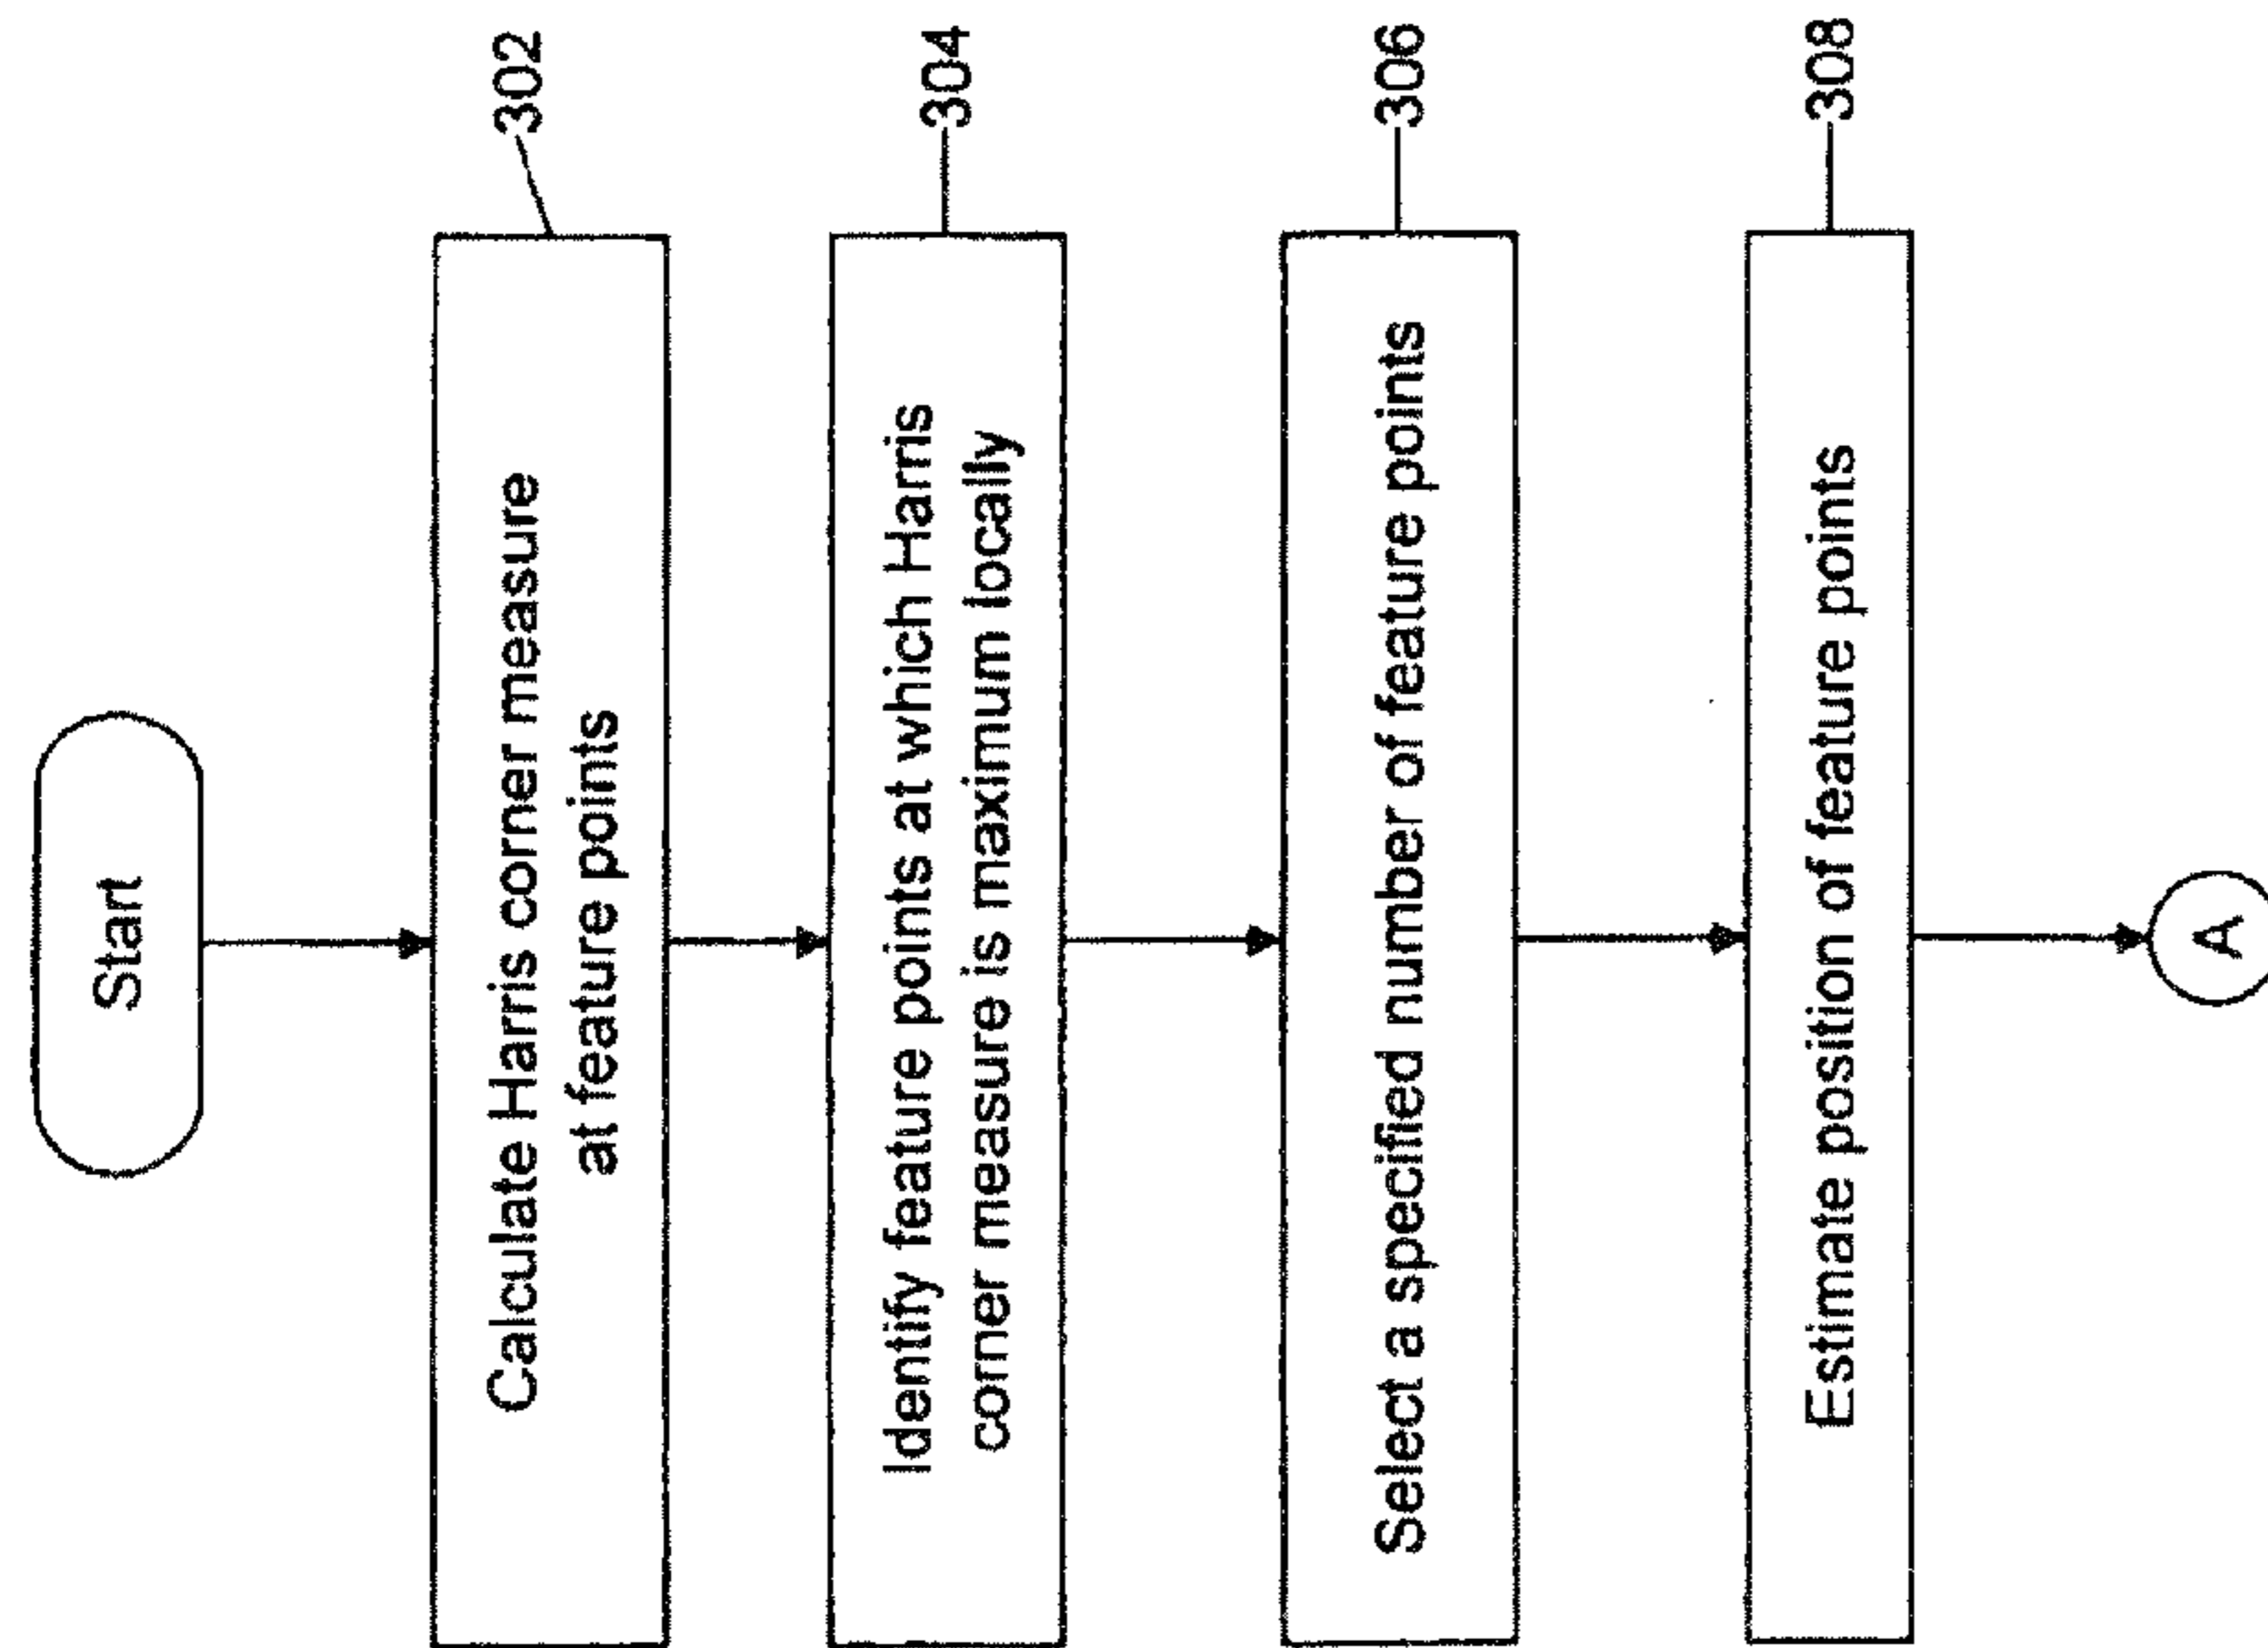 Start
Calculate Harris corner measure
at feature points
302
Identify feature points at which Harris
corner measure is maximum locally
304
Select a specified number of feature points
306
Estimate position of feature points
308
A